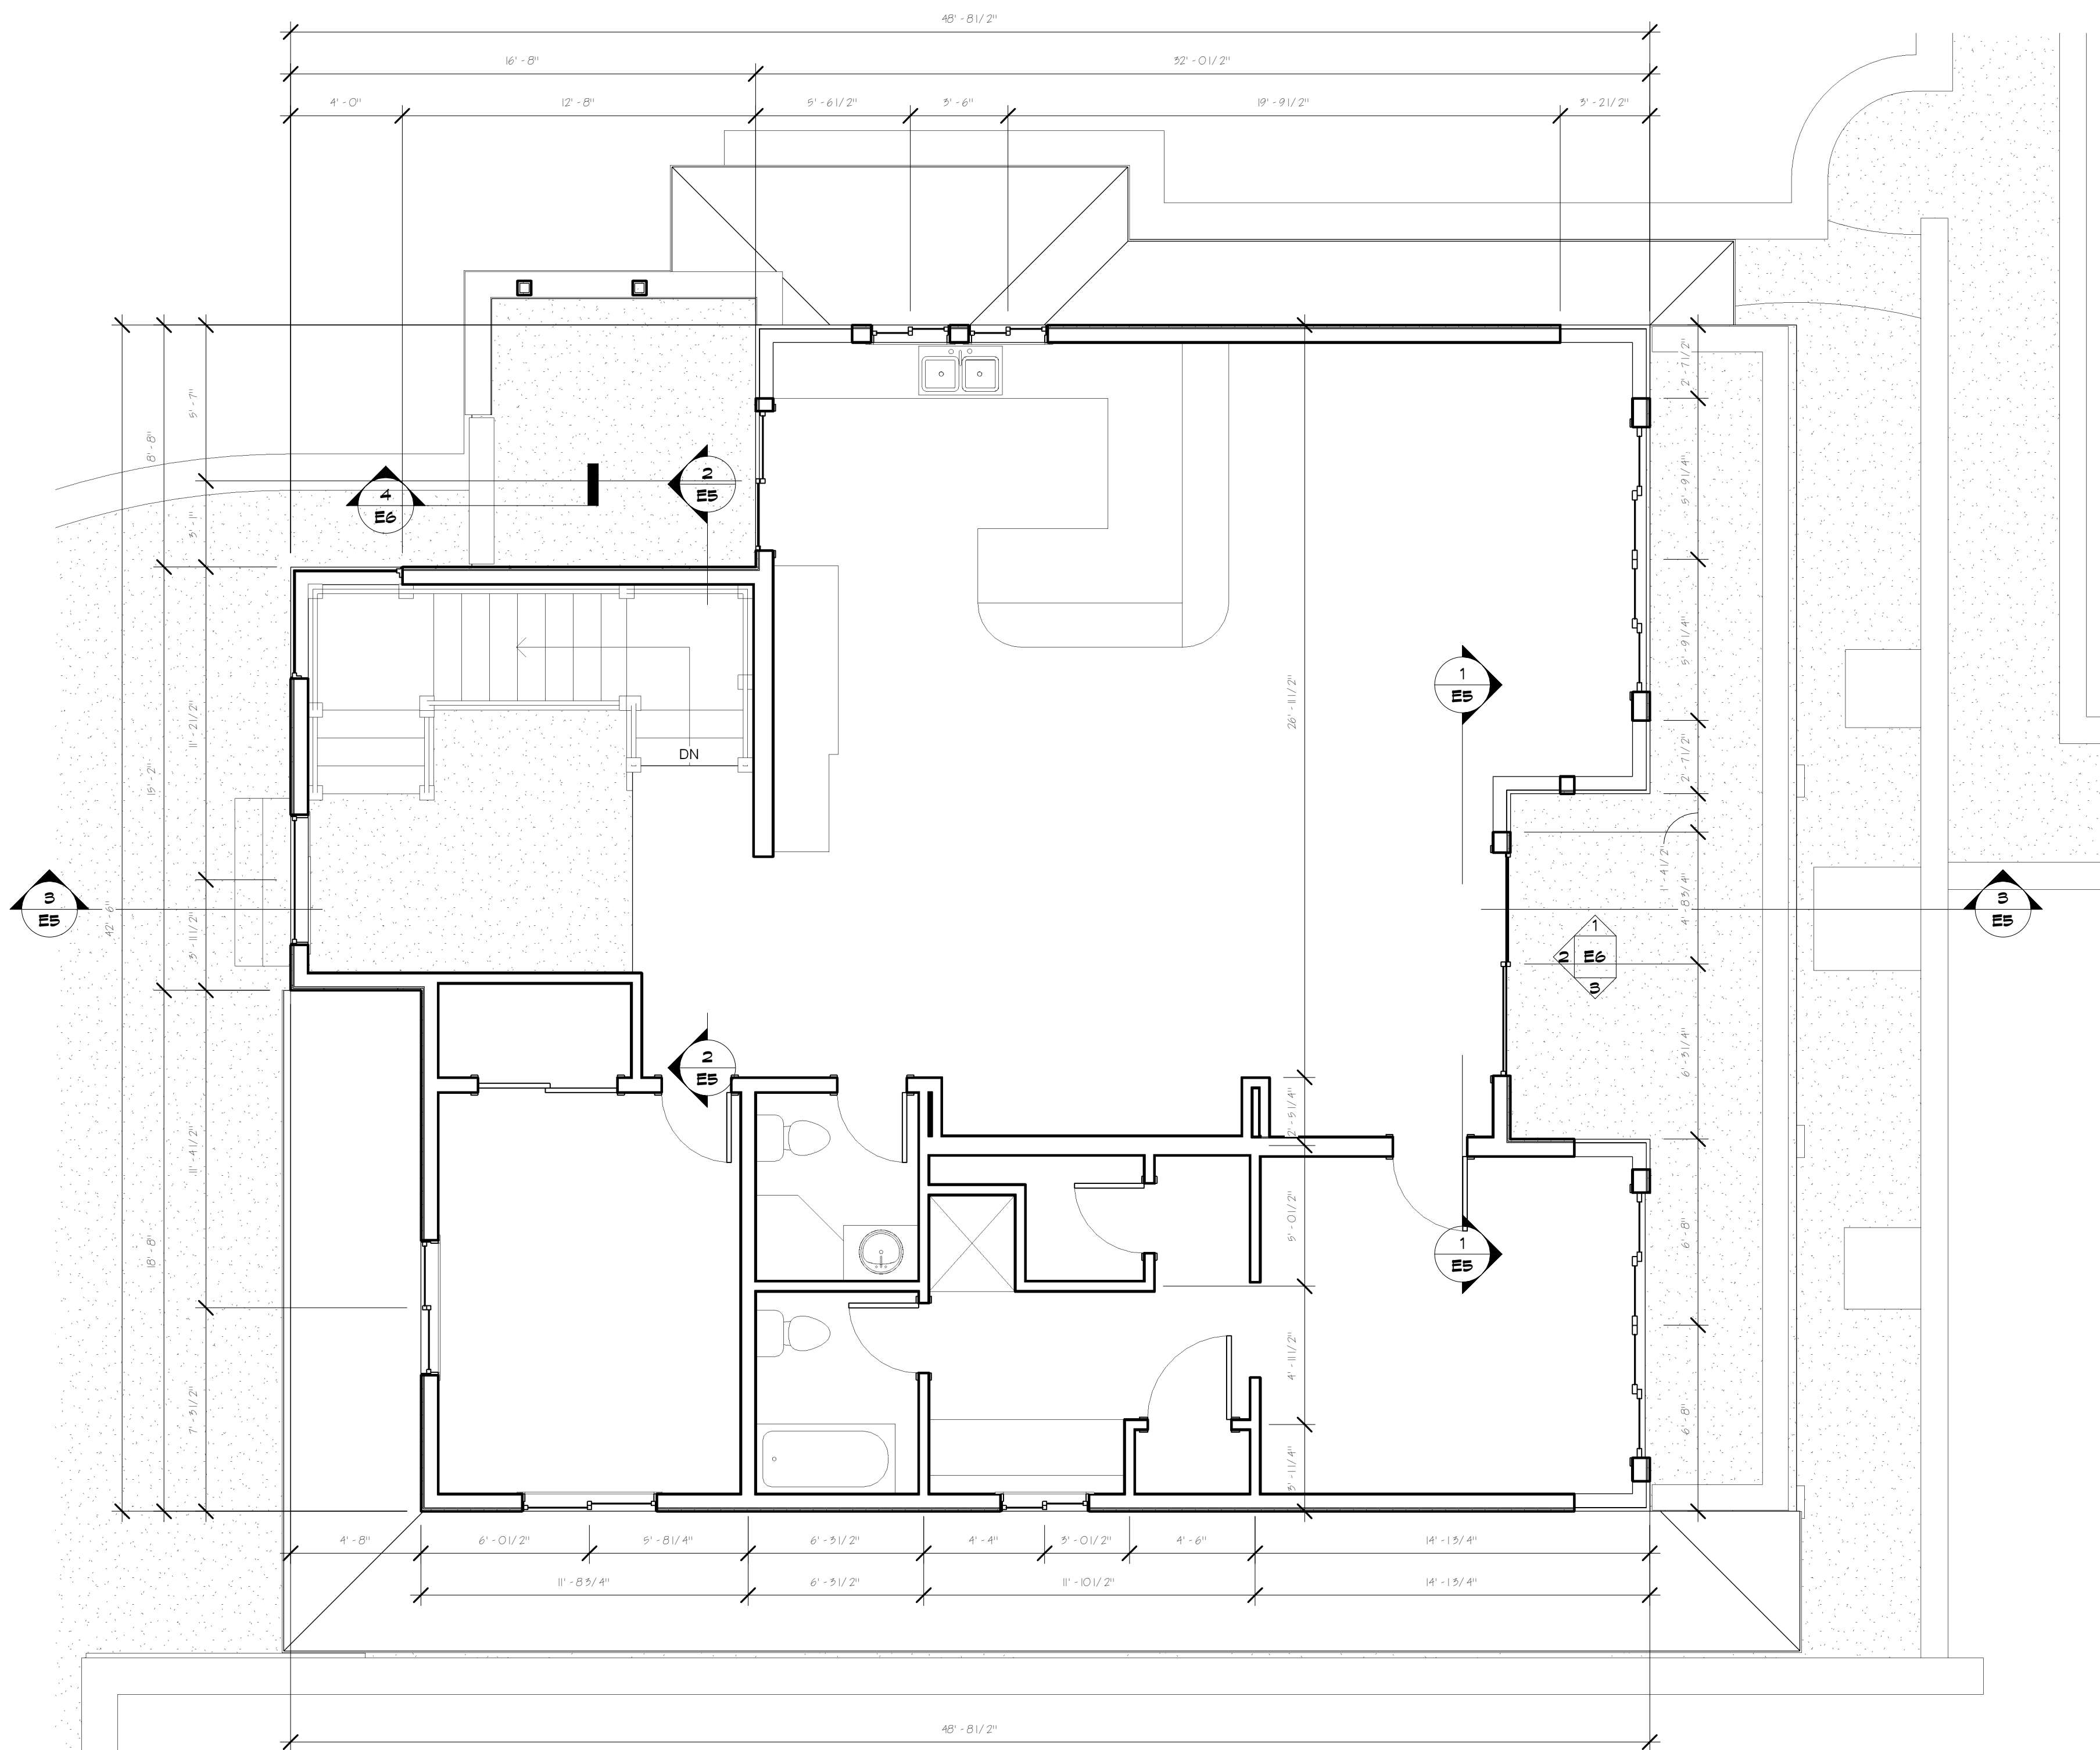 48' - 8 1/2"
16' - 8"
32' - 0 1/2"
4' - 0"
12' - 8"
5' - 6 1/2"
3' - 6"
19' - 9 1/2"
3' - 2 1/2"
5' - 7"
8' - 8"
3' - 1"
11' - 2 1/2"
15' - 2"
3' - 11 1/2"
42' - 6"
11' - 4 1/2"
18' - 8"
7' - 3 1/2"
4
E6
2
E5
DN
1
E5
26' - 11 1/2"
2' - 7 1/2"
5' - 9 1/4"
5' - 9 1/4"
2' - 7 1/2"
1' - 4 1/2"
4' - 8 3/4"
6' - 3 1/4"
6' - 8"
6' - 8"
3
E5
3
E5
1
2
E6
3
2
E5
2' - 5 1/4"
5' - 0 1/2"
4' - 11 1/2"
3' - 1 1/4"
1
E5
4' - 8"
6' - 0 1/2"
5' - 8 1/4"
6' - 3 1/2"
4' - 4"
3' - 0 1/2"
4' - 6"
14' - 1 3/4"
11' - 8 3/4"
6' - 3 1/2"
11' - 10 1/2"
14' - 1 3/4"
48' - 8 1/2"